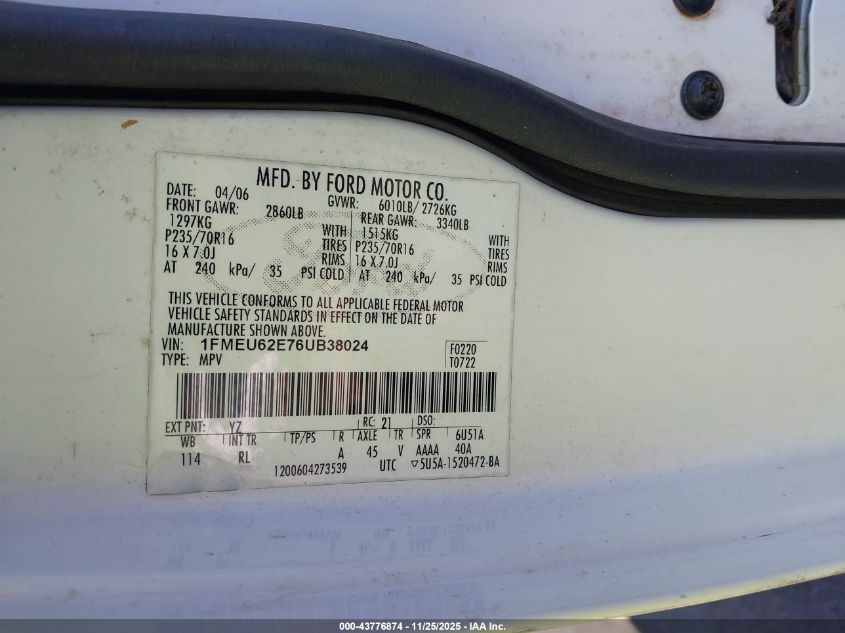 MFD. BY FORD MOTOR CO.
DATE: 04/06 GVWR: 6010LB/ 2726KG
FRONT GAWR: 2860LB REAR GAWR: 3340LB
1297KG WITH 1515KG WITH
P235/70R16 TIRES P235/70R16 TIRES
16 X 7.0J RIMS 16 X 7.0J RIMS
AT 240 kPa/ 35 PSI COLD AT 240 kPa/ 35 PSI COLD
THIS VEHICLE CONFORMS TO ALL APPLICABLE FEDERAL MOTOR
VEHICLE SAFETY STANDARDS IN EFFECT ON THE DATE OF
MANUFACTURE SHOWN ABOVE
VIN: 1FMEU62E76UB38024 F0220
TYPE: MPV T0722
EXT PNT: YZ RC: 21 DSO:
WB INT TR TP/PS R AXLE TR SPR 6U51A
114 RL A 45 V AAAA 40A
1200604273539 UTC ▽5U5A-1520472-BA
000-43776874 | 11/25/2025 - Copyright © 2025 IAA, Inc.